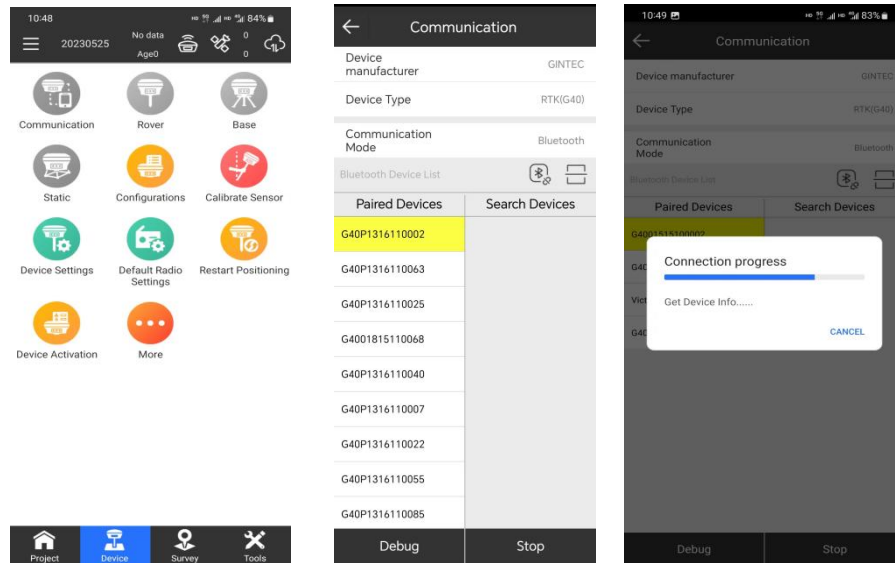 10:48
84%
20230525
No data
Age0
0
0
Communication
Rover
Base
Static
Configurations
Calibrate Sensor
Device Settings
Default Radio
Settings
Restart Positioning
Device Activation
More
Project
Device
Survey
Tools
Communication
Device
manufacturer
GINTEC
Device Type
RTK(G40)
Communication
Mode
Bluetooth
Bluetooth Device List
Paired Devices
Search Devices
G40P1316110002
G40P1316110063
G40P1316110025
G4001815110068
G40P1316110040
G40P1316110007
G40P1316110022
G40P1316110055
G40P1316110085
Debug
Stop
10:49
83%
Communication
Device manufacturer
GINTEC
Device Type
RTK(G40)
Communication
Mode
Bluetooth
Bluetooth Device List
Paired Devices
Search Devices
G4001515100002
G40
Vict
G40
Connection progress
Get Device Info......
CANCEL
Debug
Stop